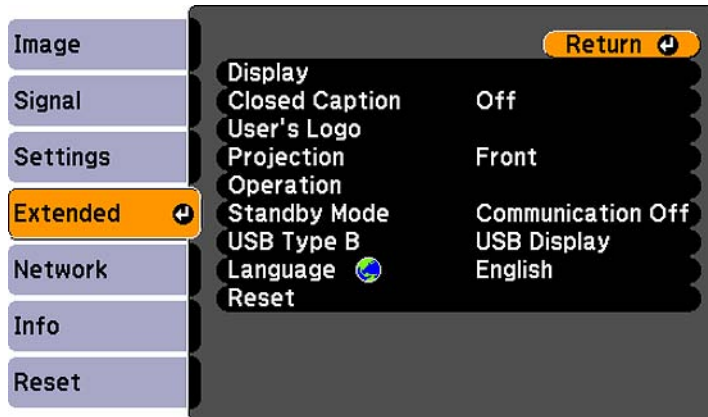 Image
Signal
Settings
Extended
Network
Info
Reset
Return
Display
Closed Caption Off
User's Logo
Projection Front
Operation
Standby Mode Communication Off
USB Type B USB Display
Language English
Reset